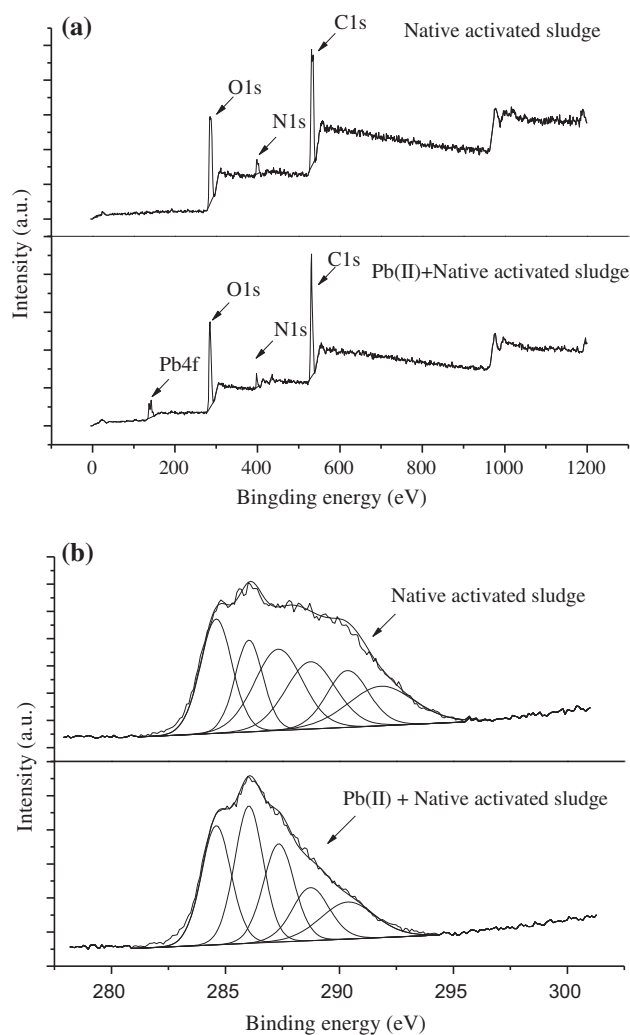 (a)
Native activated sludge
C1s
O1s
N1s
Pb(II)+Native activated sludge
C1s
O1s
N1s
Pb4f
Intensity (a.u.)
0 200 400 600 800 1000 1200
Bingding energy (eV)
(b)
Native activated sludge
Pb(II) + Native activated sludge
Intensity (a.u.)
280 285 290 295 300
Binding energy (eV)